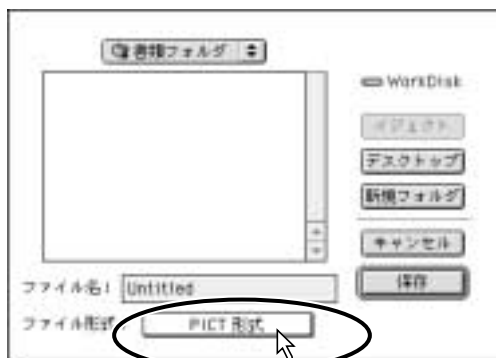 書類フォルダ
WorkDisk
イジェクト
デスクトップ
新規フォルダ
キャンセル
ファイル名: Untitled
保存
ファイル形式: PICT 形式